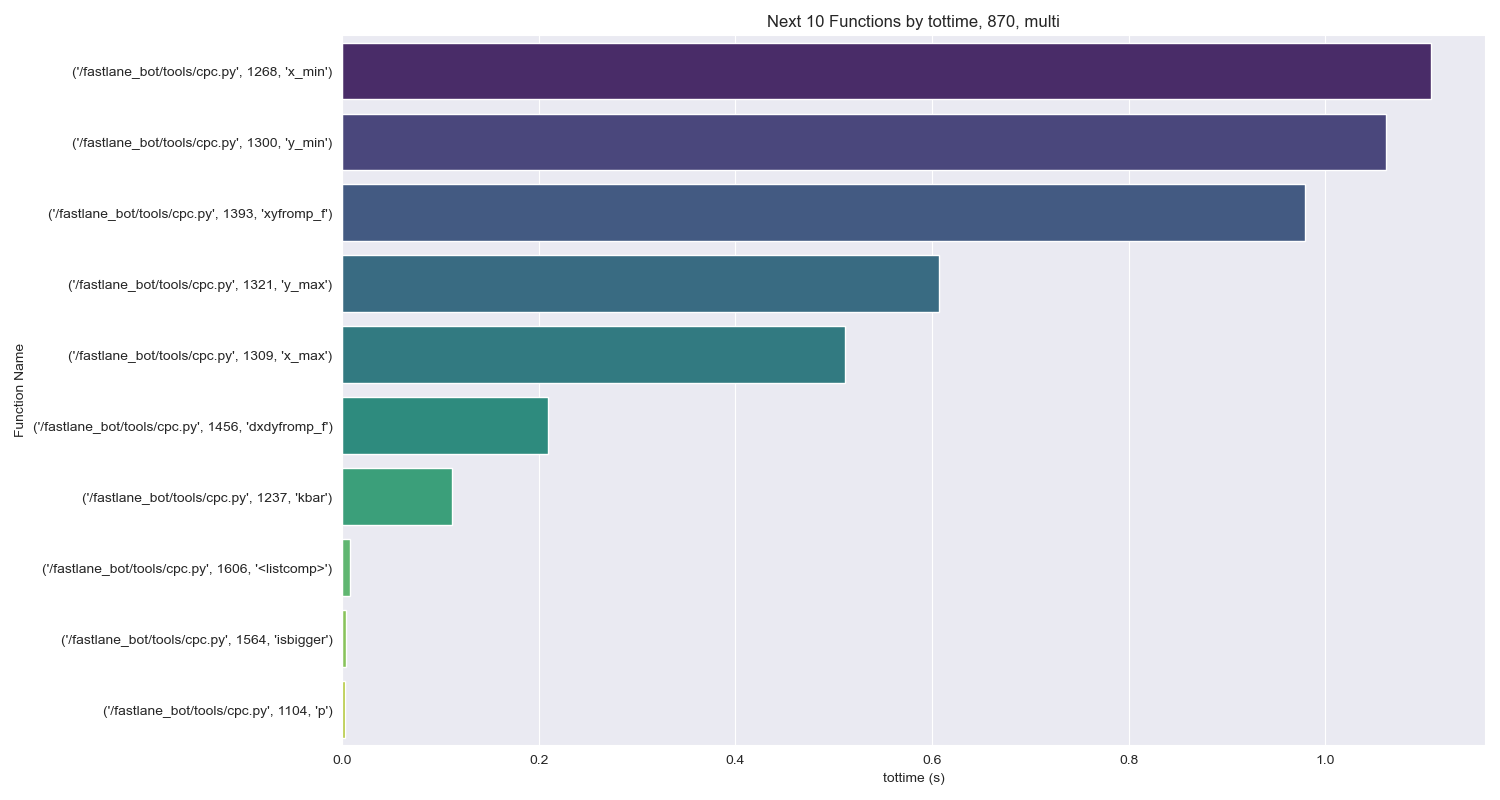 Next 10 Functions by tottime, 870, multi
('/fastlane_bot/tools/cpc.py', 1268, 'x_min')
('/fastlane_bot/tools/cpc.py', 1300, 'y_min')
('/fastlane_bot/tools/cpc.py', 1393, 'xyfromp_f')
('/fastlane_bot/tools/cpc.py', 1321, 'y_max')
('/fastlane_bot/tools/cpc.py', 1309, 'x_max')
('/fastlane_bot/tools/cpc.py', 1456, 'dxdyfromp_f')
('/fastlane_bot/tools/cpc.py', 1237, 'kbar')
('/fastlane_bot/tools/cpc.py', 1606, '<listcomp>')
('/fastlane_bot/tools/cpc.py', 1564, 'isbigger')
('/fastlane_bot/tools/cpc.py', 1104, 'p')
Function Name
0.0 0.2 0.4 0.6 0.8 1.0
tottime (s)